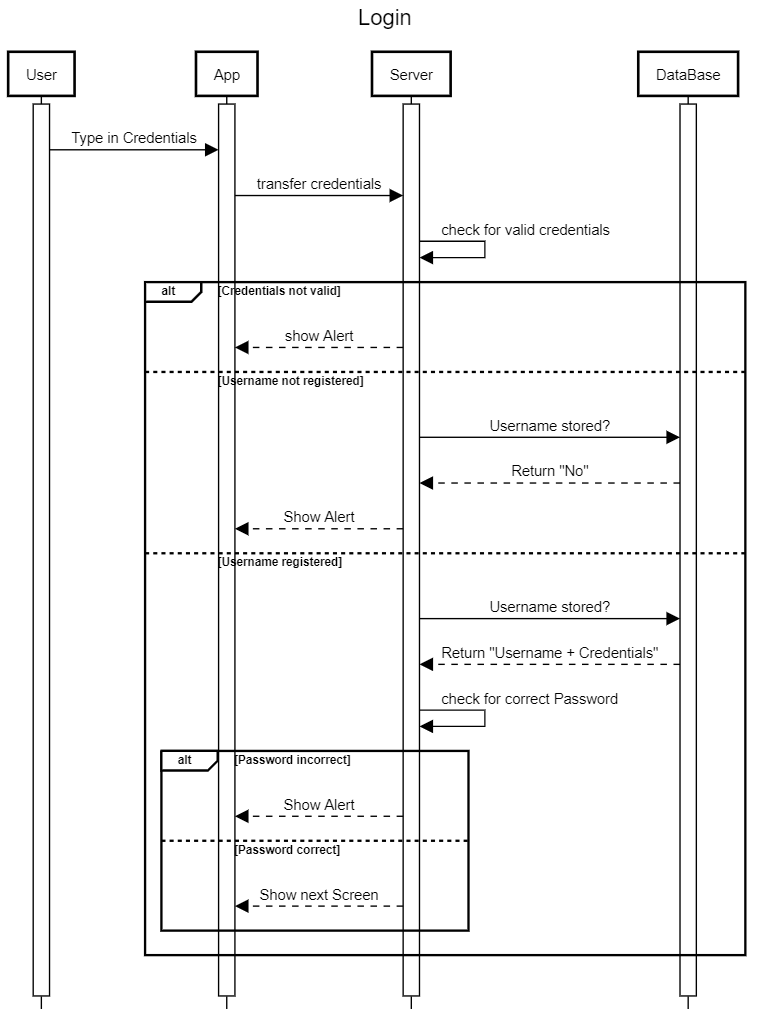 Login
User
App
Server
DataBase
Type in Credentials
transfer credentials
check for valid credentials
alt
[Credentials not valid]
show Alert
[Username not registered]
Username stored?
Return "No"
Show Alert
[Username registered]
Username stored?
Return "Username + Credentials"
check for correct Password
alt
[Password incorrect]
Show Alert
[Password correct]
Show next Screen